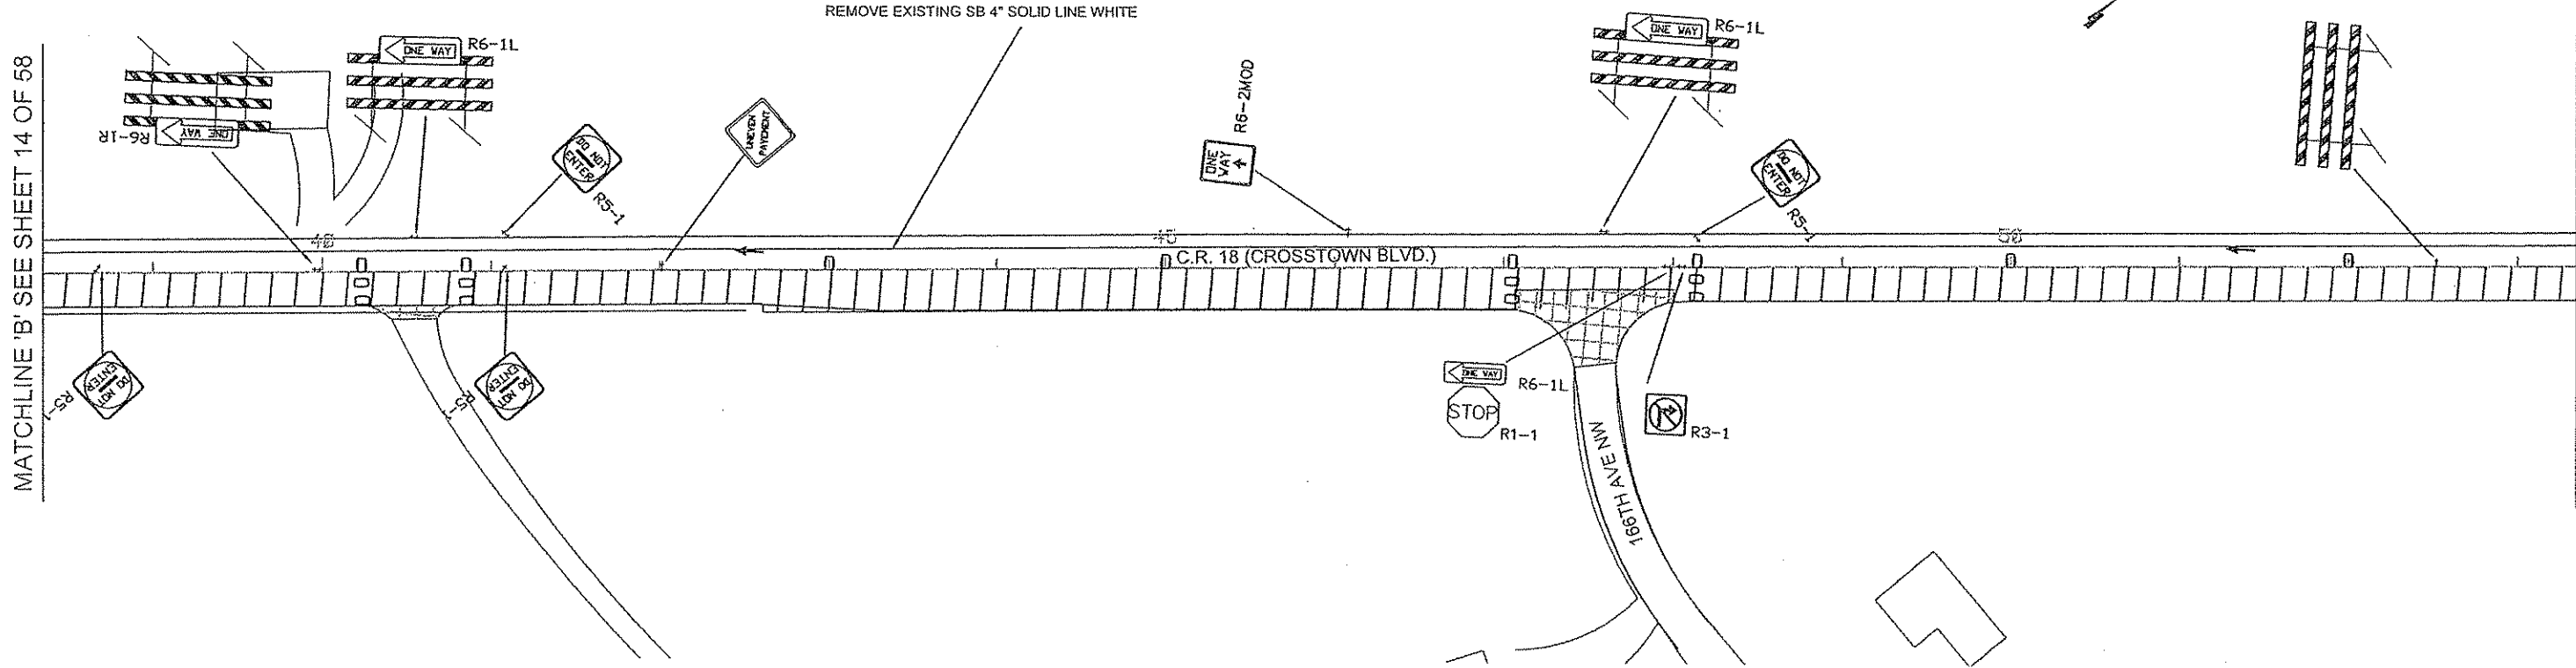 REMOVE EXISTING SB 4" SOLID LINE WHITE
MATCHLINE 'B' SEE SHEET 14 OF 58
ONE WAY
R6-1R
ONE WAY
R6-1L
DO NOT
ENTER
R5-1
UNEVEN
PAVEMENT
ONE
WAY
R6-2MOD
ONE WAY
R6-1L
DO NOT
ENTER
R5-1
40
45
50
C.R. 18 (CROSSTOWN BLVD.)
DO NOT
ENTER
R5-1
DO NOT
ENTER
R5-1
ONE WAY
R6-1L
STOP
R1-1
R3-1
166TH AVE NW